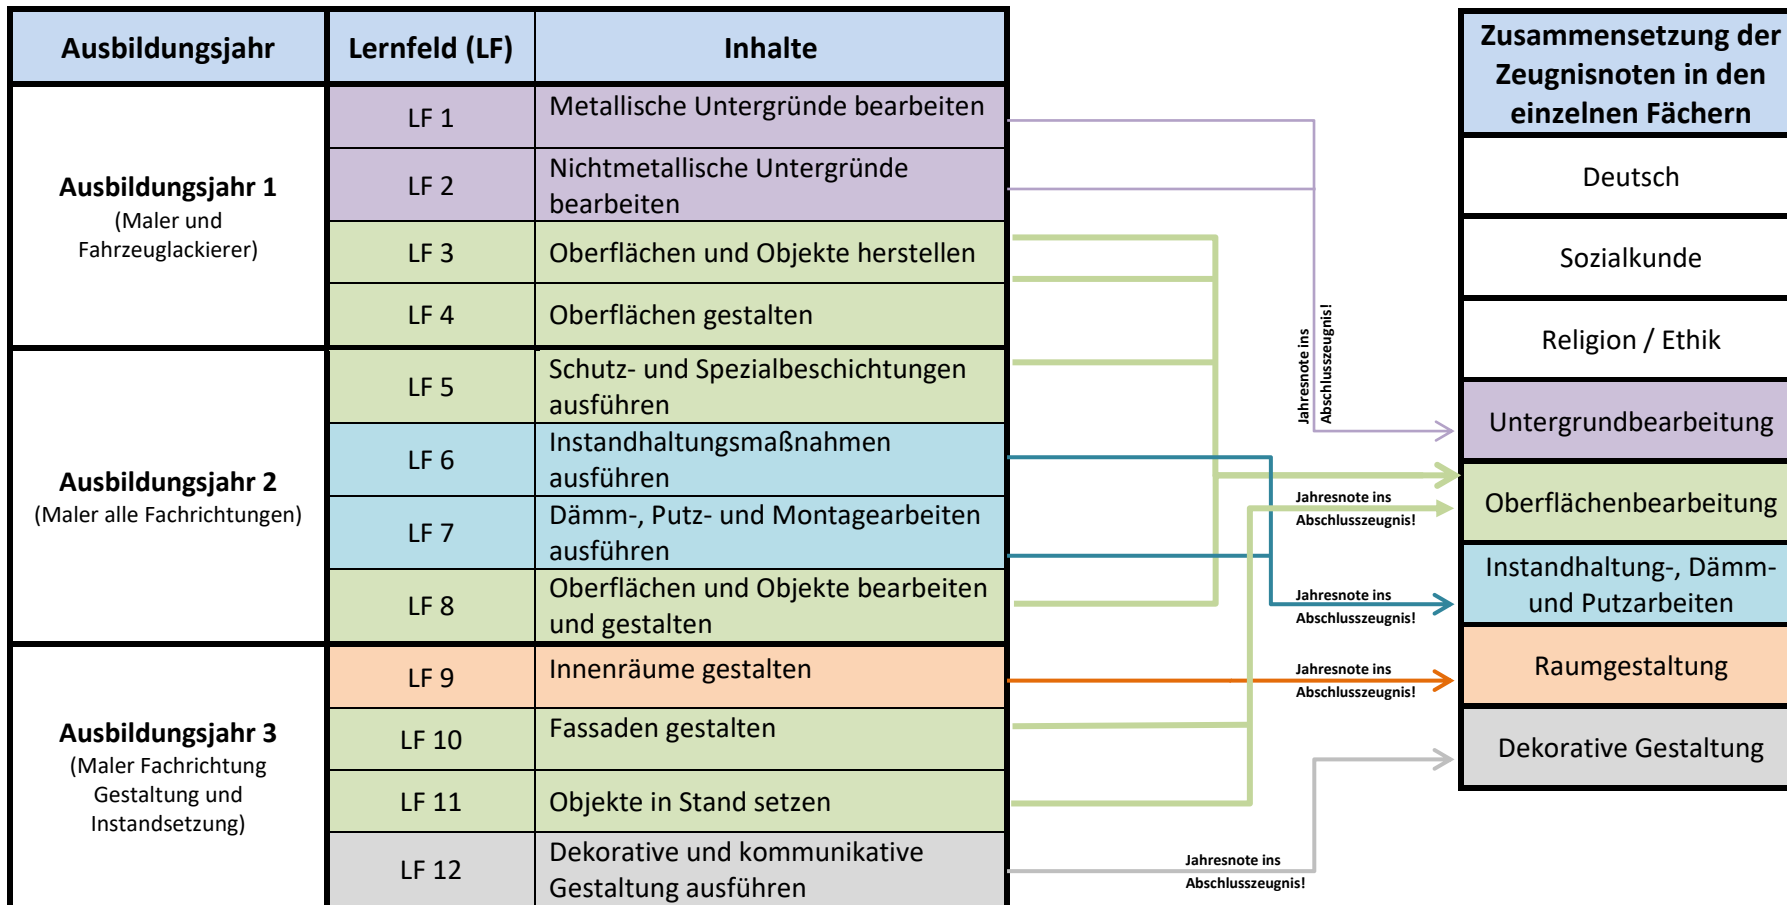 Ausbildungsjahr
Lernfeld (LF)
Inhalte
Ausbildungsjahr 1
(Maler und
Fahrzeuglackierer)
LF 1
Metallische Untergründe bearbeiten
LF 2
Nichtmetallische Untergründe
bearbeiten
LF 3
Oberflächen und Objekte herstellen
LF 4
Oberflächen gestalten
Ausbildungsjahr 2
(Maler alle Fachrichtungen)
LF 5
Schutz- und Spezialbeschichtungen
ausführen
LF 6
Instandhaltungsmaßnahmen
ausführen
LF 7
Dämm-, Putz- und Montagearbeiten
ausführen
LF 8
Oberflächen und Objekte bearbeiten
und gestalten
Ausbildungsjahr 3
(Maler Fachrichtung
Gestaltung und
Instandsetzung)
LF 9
Innenräume gestalten
LF 10
Fassaden gestalten
LF 11
Objekte in Stand setzen
LF 12
Dekorative und kommunikative
Gestaltung ausführen
Jahresnote ins
Abschlusszeugnis!
Jahresnote ins
Abschlusszeugnis!
Jahresnote ins
Abschlusszeugnis!
Jahresnote ins
Abschlusszeugnis!
Jahresnote ins
Abschlusszeugnis!
Zusammensetzung der
Zeugnisnoten in den
einzelnen Fächern
Deutsch
Sozialkunde
Religion / Ethik
Untergrundbearbeitung
Oberflächenbearbeitung
Instandhaltung-, Dämm-
und Putzarbeiten
Raumgestaltung
Dekorative Gestaltung